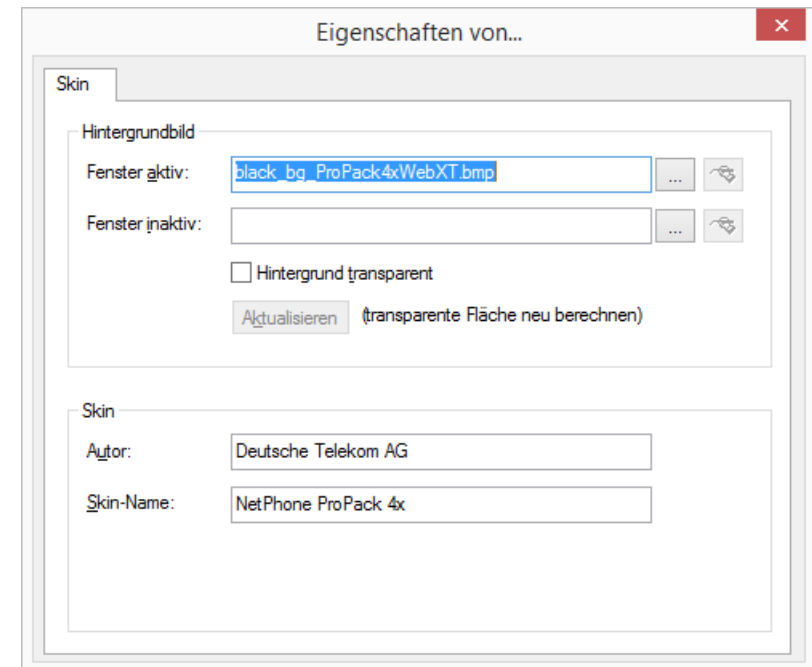 Eigenschaften von...
Skin
Hintergrundbild
Fenster aktiv: black_bg_ProPack4xWebXT.bmp ...
Fenster inaktiv: ...
Hintergrund transparent
Aktualisieren (transparente Fläche neu berechnen)
Skin
Autor: Deutsche Telekom AG
Skin-Name: NetPhone ProPack 4x